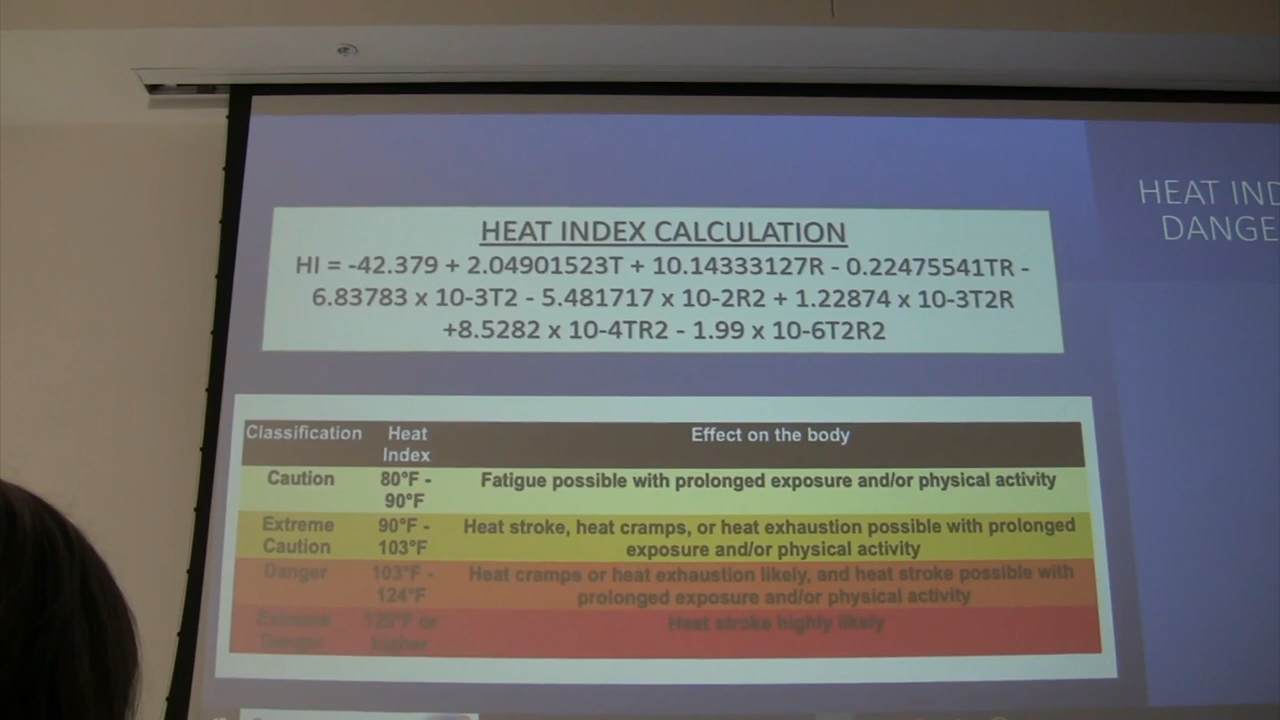 HEAT IND
DANGE
HEAT INDEX CALCULATION
HI = -42.379 + 2.04901523T + 10.14333127R - 0.22475541TR -
6.83783 x 10-3T2 - 5.481717 x 10-2R2 + 1.22874 x 10-3T2R
+8.5282 x 10-4TR2 - 1.99 x 10-6T2R2
Classification Heat Index Effect on the body
Caution 80°F - 90°F Fatigue possible with prolonged exposure and/or physical activity
Extreme Caution 90°F - 103°F Heat stroke, heat cramps, or heat exhaustion possible with prolonged
exposure and/or physical activity
Danger 103°F - 124°F Heat cramps or heat exhaustion likely, and heat stroke possible with
prolonged exposure and/or physical activity
Extreme Danger 125°F or higher Heat stroke highly likely